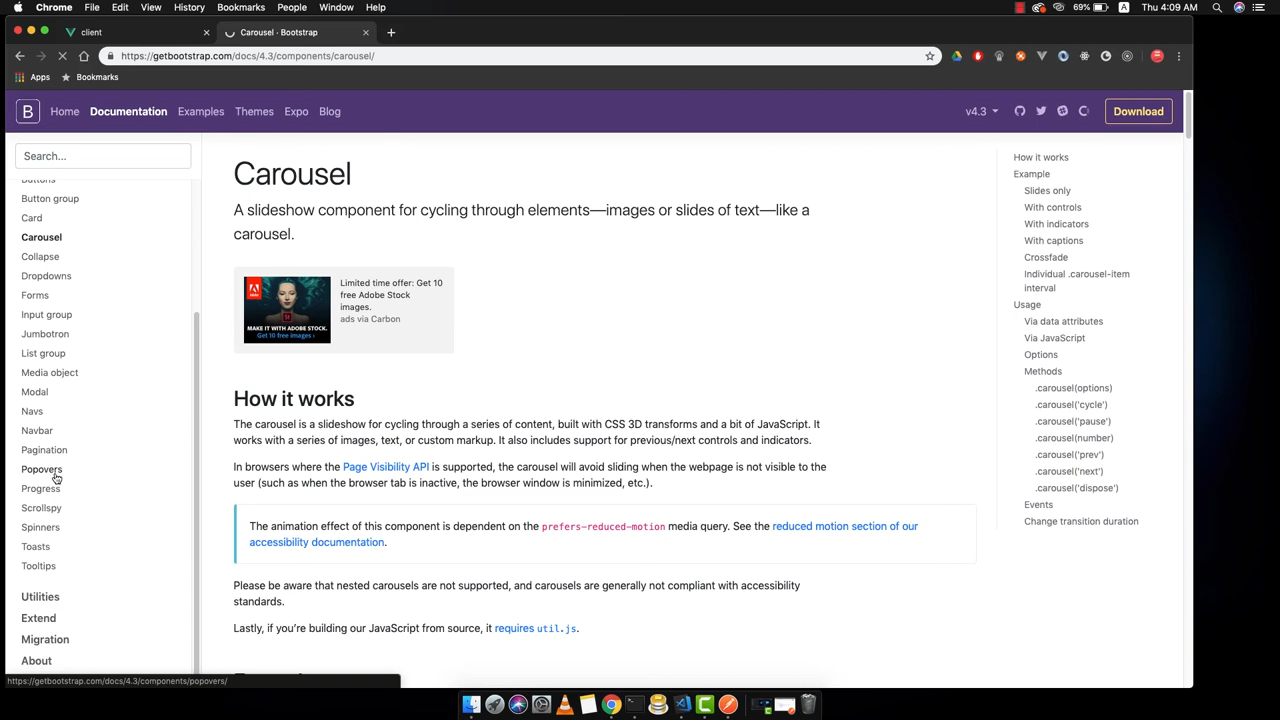 Chrome File Edit View History Bookmarks People Window Help 69% A Thu 4:09 AM
client Carousel · Bootstrap
https://getbootstrap.com/docs/4.3/components/carousel/
Apps Bookmarks
B Home Documentation Examples Themes Expo Blog v4.3 Download
Search...
Buttons
Button group
Card
Carousel
Collapse
Dropdowns
Forms
Input group
Jumbotron
List group
Media object
Modal
Navs
Navbar
Pagination
Popovers
Progress
Scrollspy
Spinners
Toasts
Tooltips
Utilities
Extend
Migration
About
Carousel
A slideshow component for cycling through elements—images or slides of text—like a
carousel.
MAKE IT WITH ADOBE STOCK.
Get 10 free images ›
Limited time offer: Get 10
free Adobe Stock
images.
ads via Carbon
How it works
The carousel is a slideshow for cycling through a series of content, built with CSS 3D transforms and a bit of JavaScript. It
works with a series of images, text, or custom markup. It also includes support for previous/next controls and indicators.
In browsers where the Page Visibility API is supported, the carousel will avoid sliding when the webpage is not visible to the
user (such as when the browser tab is inactive, the browser window is minimized, etc.).
The animation effect of this component is dependent on the prefers-reduced-motion media query. See the reduced motion section of our
accessibility documentation.
Please be aware that nested carousels are not supported, and carousels are generally not compliant with accessibility
standards.
Lastly, if you're building our JavaScript from source, it requires util.js.
How it works
Example
Slides only
With controls
With indicators
With captions
Crossfade
Individual .carousel-item
interval
Usage
Via data attributes
Via JavaScript
Options
Methods
.carousel(options)
.carousel('cycle')
.carousel('pause')
.carousel(number)
.carousel('prev')
.carousel('next')
.carousel('dispose')
Events
Change transition duration
https://getbootstrap.com/docs/4.3/components/popovers/